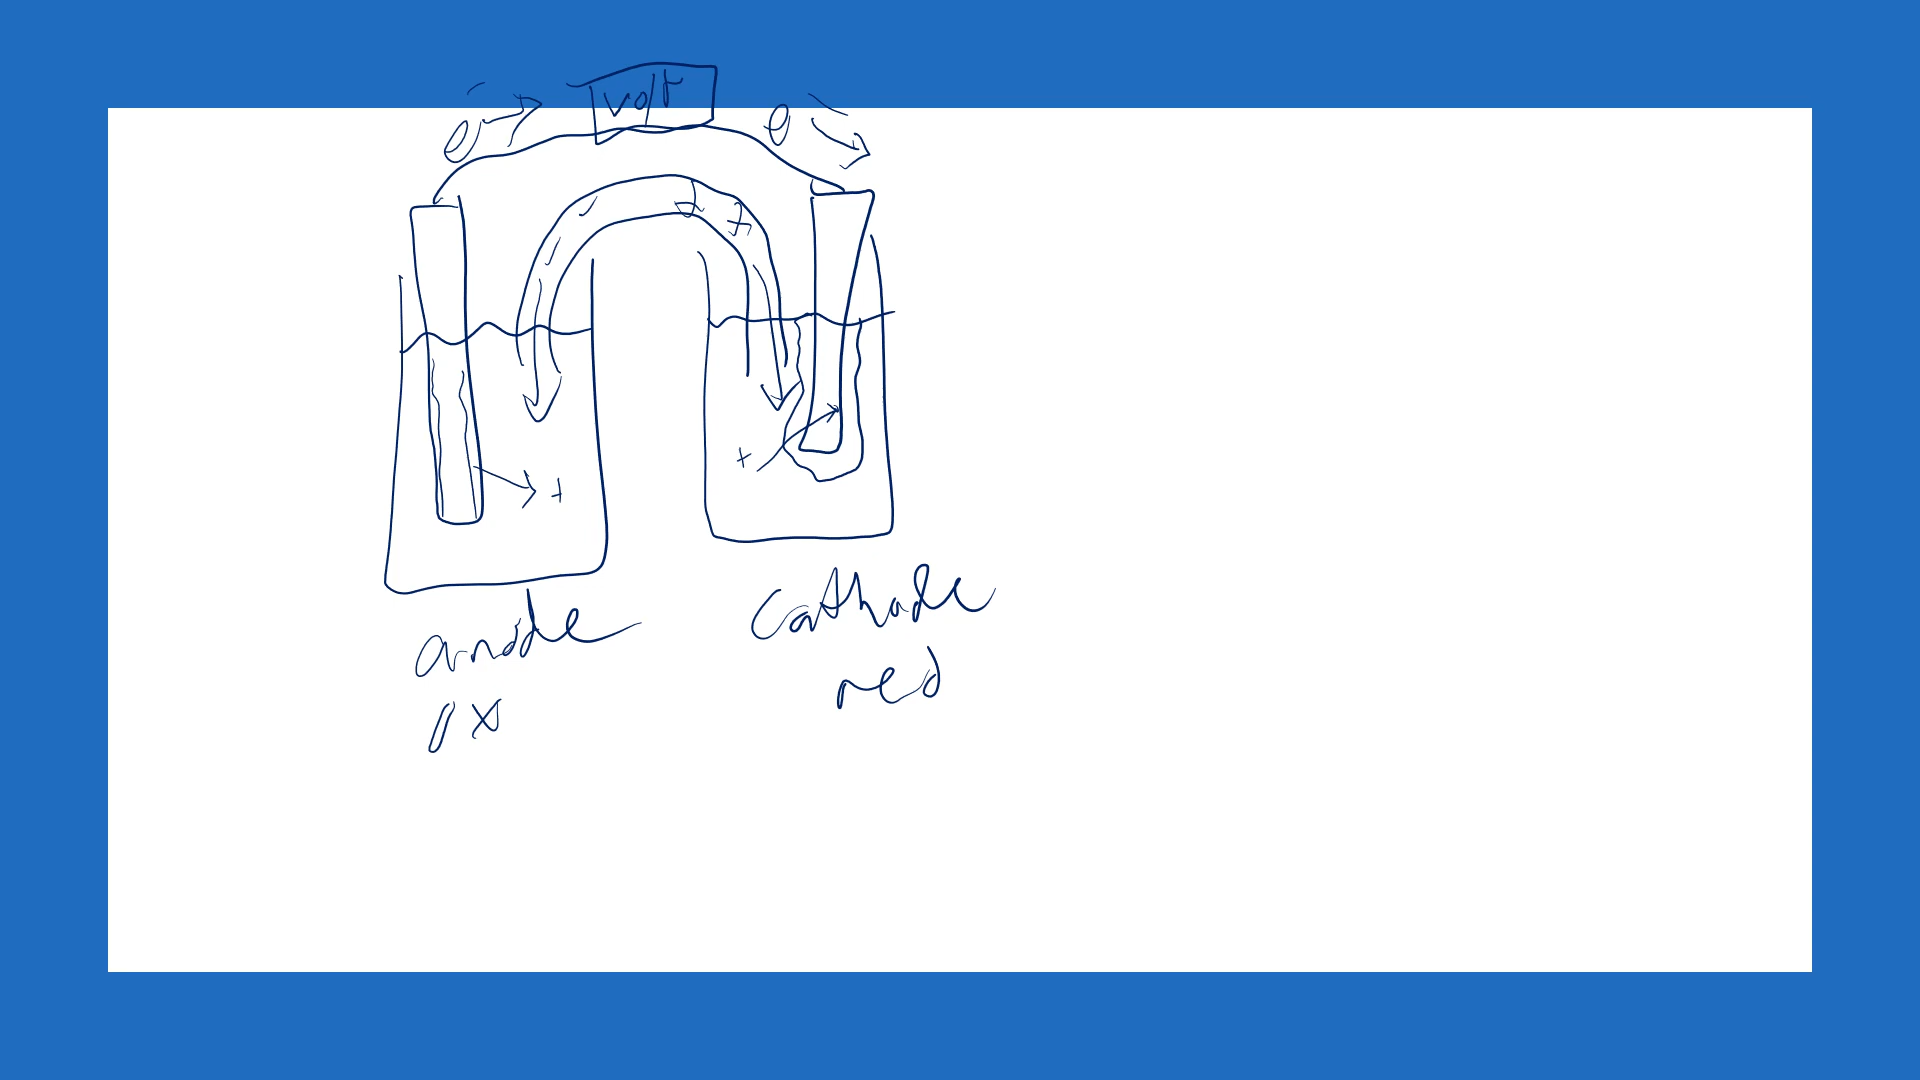 e⁻ → volt e⁻ →
- + +
-
+ +
anode cathode
ox red